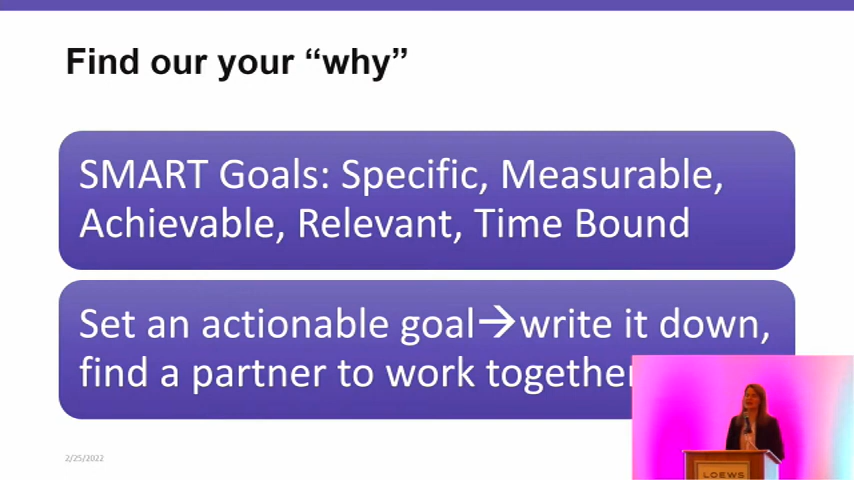 Find our your “why”
SMART Goals: Specific, Measurable,
Achievable, Relevant, Time Bound
Set an actionable goal→write it down,
find a partner to work together
2/25/2022
LOEWS